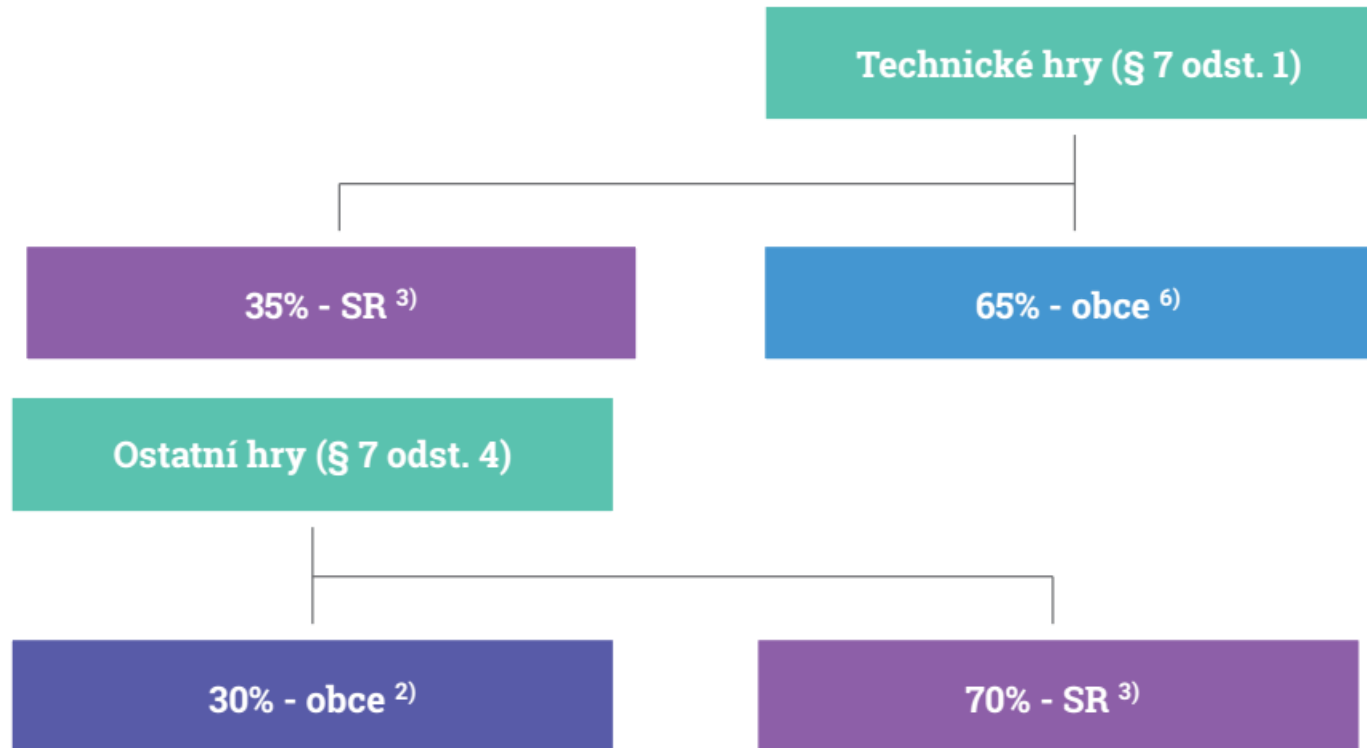 Technické hry (§ 7 odst. 1)
35% - SR ³⁾
65% - obce ⁶⁾
Ostatní hry (§ 7 odst. 4)
30% - obce ²⁾
70% - SR ³⁾